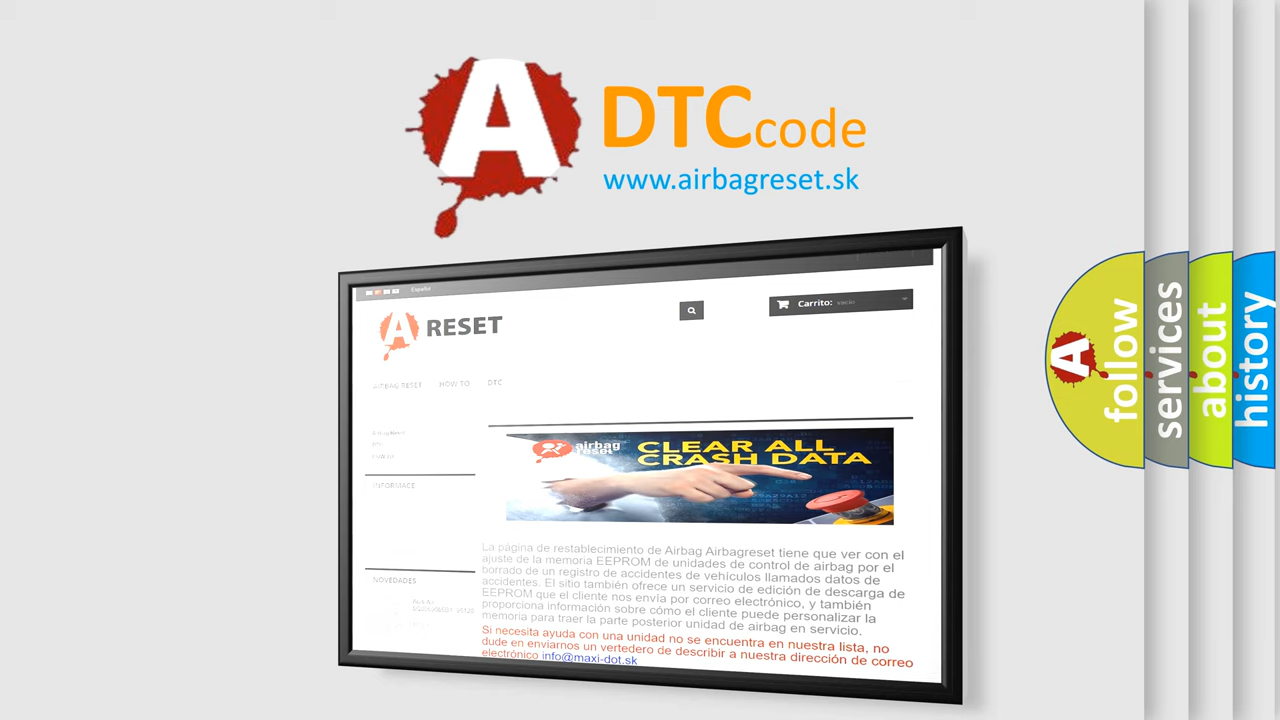 A
DTCcode
www.airbagreset.sk
Español
A RESET
Carrito: vacío
AIRBAG RESET HOW TO DTC
INFORMACE
NOVEDADES
airbag
reset
CLEAR ALL
CRASH DATA
La página de restablecimiento de Airbag Airbagreset tiene que ver con el
ajuste de la memoria EEPROM de unidades de control de airbag por el
borrado de un registro de accidentes de vehículos llamados datos de
accidentes. El sitio también ofrece un servicio de edición de descarga de
EEPROM que el cliente nos envía por correo electrónico, y también
proporciona información sobre cómo el cliente puede personalizar la
memoria para traer la parte posterior unidad de airbag en servicio.
Si necesita ayuda con una unidad no se encuentra en nuestra lista, no
dude en enviarnos un vertedero de describir a nuestra dirección de correo
electrónico info@maxi-dot.sk
A
follow
services
about
history